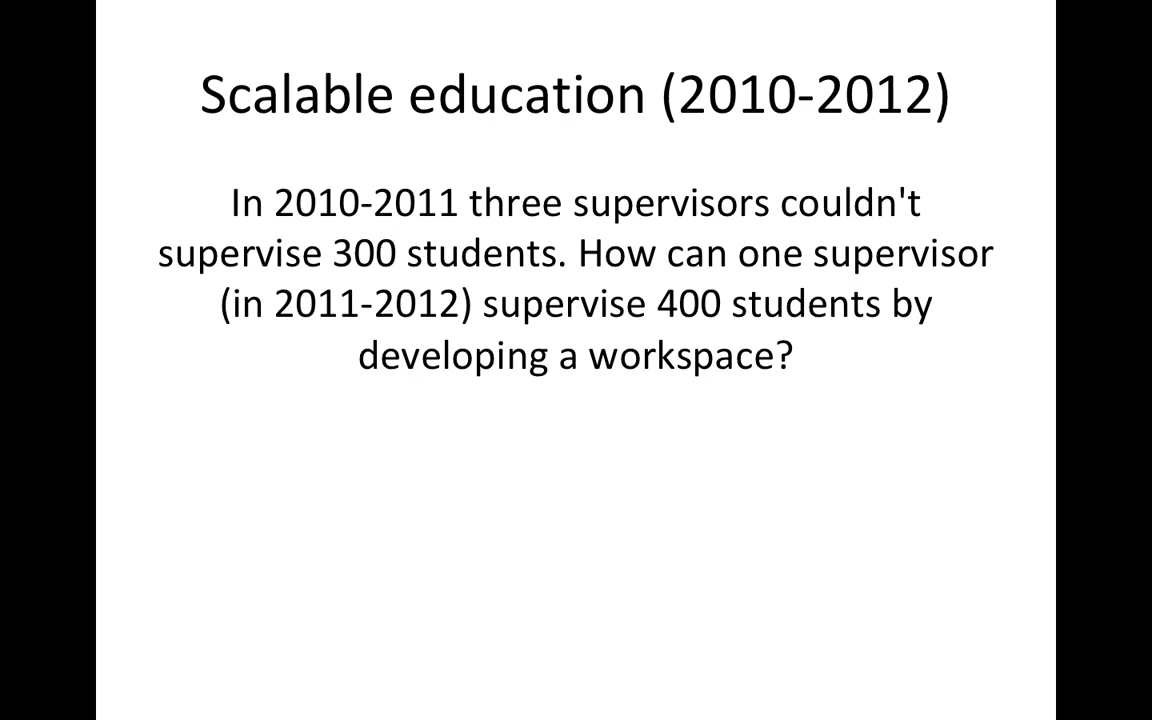 Scalable education (2010-2012)
In 2010-2011 three supervisors couldn't
supervise 300 students. How can one supervisor
(in 2011-2012) supervise 400 students by
developing a workspace?